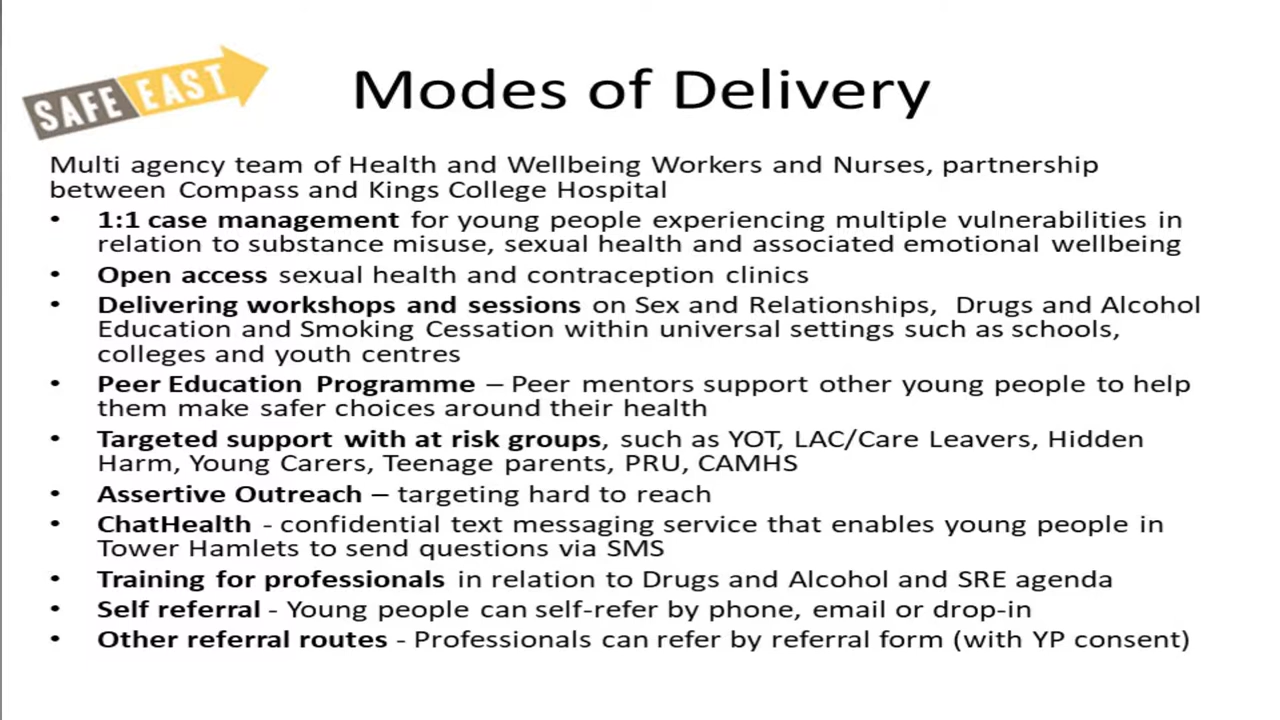 SAFE EAST
Modes of Delivery
Multi agency team of Health and Wellbeing Workers and Nurses, partnership
between Compass and Kings College Hospital
• 1:1 case management for young people experiencing multiple vulnerabilities in
relation to substance misuse, sexual health and associated emotional wellbeing
• Open access sexual health and contraception clinics
• Delivering workshops and sessions on Sex and Relationships, Drugs and Alcohol
Education and Smoking Cessation within universal settings such as schools,
colleges and youth centres
• Peer Education Programme – Peer mentors support other young people to help
them make safer choices around their health
• Targeted support with at risk groups, such as YOT, LAC/Care Leavers, Hidden
Harm, Young Carers, Teenage parents, PRU, CAMHS
• Assertive Outreach – targeting hard to reach
• ChatHealth - confidential text messaging service that enables young people in
Tower Hamlets to send questions via SMS
• Training for professionals in relation to Drugs and Alcohol and SRE agenda
• Self referral - Young people can self-refer by phone, email or drop-in
• Other referral routes - Professionals can refer by referral form (with YP consent)